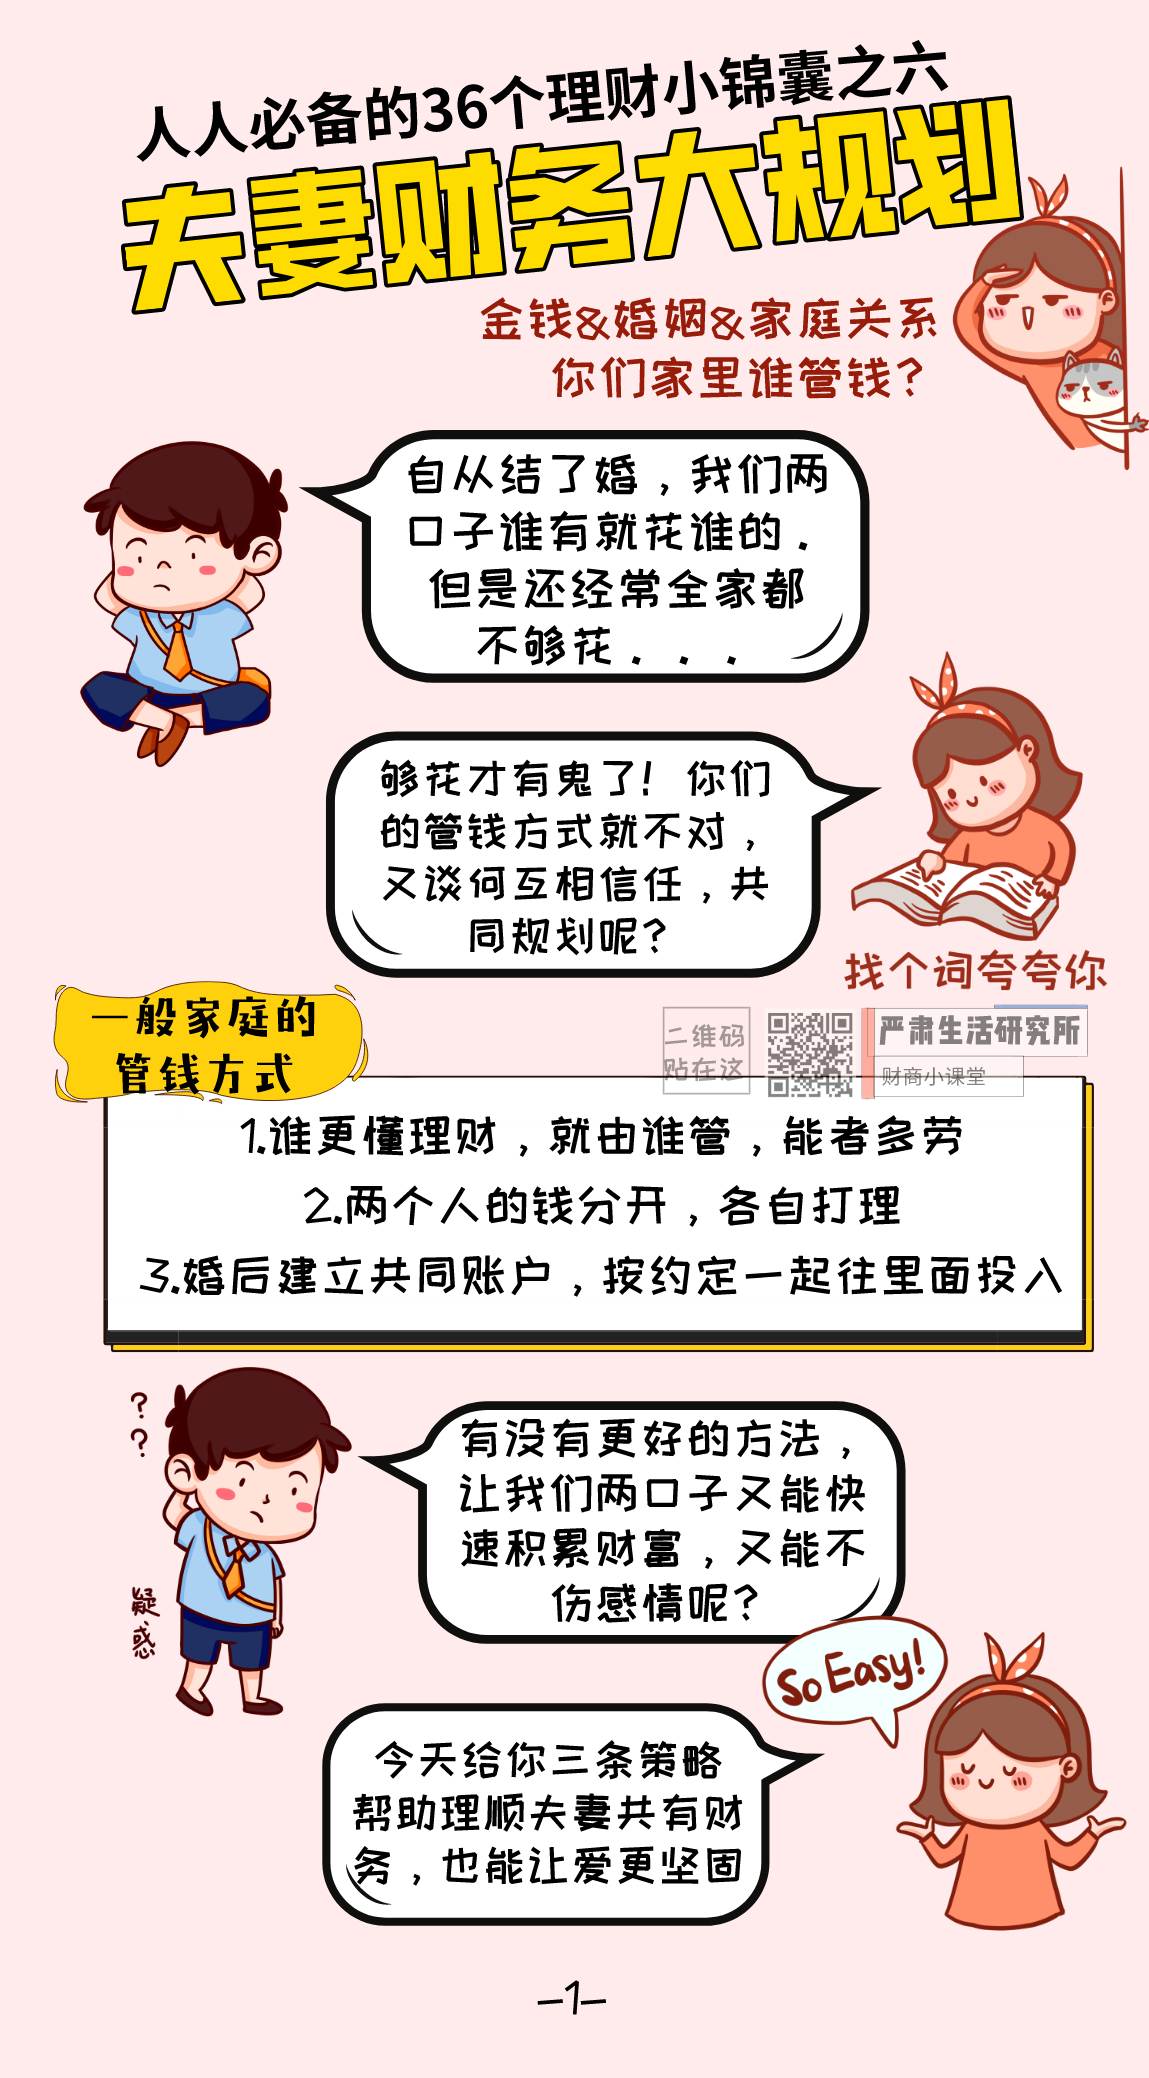 人人必备的36个理财小锦囊之六
夫妻财务大规划
金钱&婚姻&家庭关系
你们家里谁管钱？
自从结了婚，我们两
口子谁有就花谁的．
但是还经常全家都
不够花．．．
够花才有鬼了！你们
的管钱方式就不对，
又谈何互相信任，共
同规划呢？
找个词夸夸你
一般家庭的
管钱方式
二维码
贴在这
严肃生活研究所
财商小课堂
1.谁更懂理财，就由谁管，能者多劳
2.两个人的钱分开，各自打理
3.婚后建立共同账户，按约定一起往里面投入
？
？
疑惑
有没有更好的方法，
让我们两口子又能快
速积累财富，又能不
伤感情呢？
So Easy!
今天给你三条策略
帮助理顺夫妻共有财
务，也能让爱更坚固
—1—